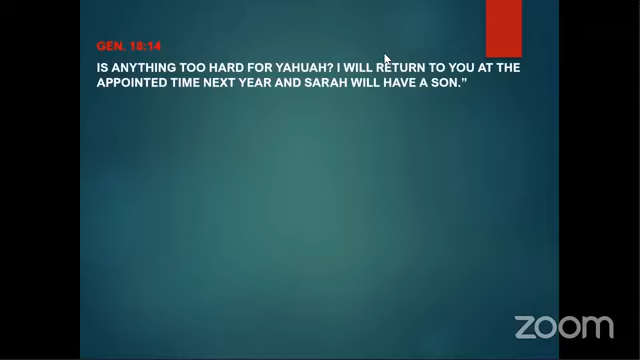 GEN. 18:14
IS ANYTHING TOO HARD FOR YAHUAH? I WILL RETURN TO YOU AT THE
APPOINTED TIME NEXT YEAR AND SARAH WILL HAVE A SON.”
zoom